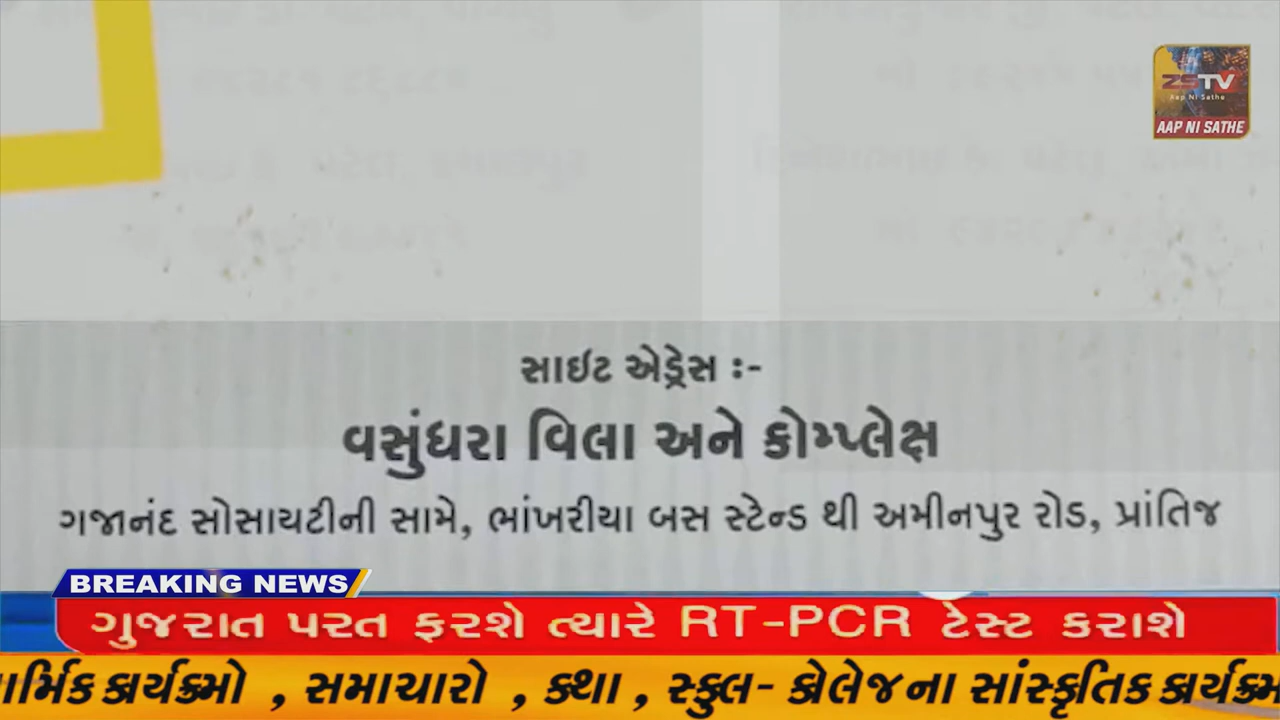 ZSTV
Aap Ni Sathe
AAP NI SATHE
સાઇટ એડ્રેસ :-
વસુંધરા વિલા અને કોમ્પ્લેક્ષ
ગજાનંદ સોસાયટીની સામે, ભાંખરીયા બસ સ્ટેન્ડ થી અમીનપુર રોડ, પ્રાંતિજ
BREAKING NEWS
ગુજરાત પરત ફરશે ત્યારે RT-PCR ટેસ્ટ કરાશે
ાર્મિક કાર્યક્રમો , સમાચારો , કથા , સ્કુલ- કોલેજના સાંસ્કૃતિક કાર્યક્રમ